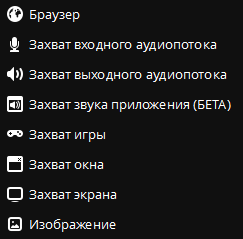 Браузер
Захват входного аудиопотока
Захват выходного аудиопотока
Захват звука приложения (БЕТА)
Захват игры
Захват окна
Захват экрана
Изображение